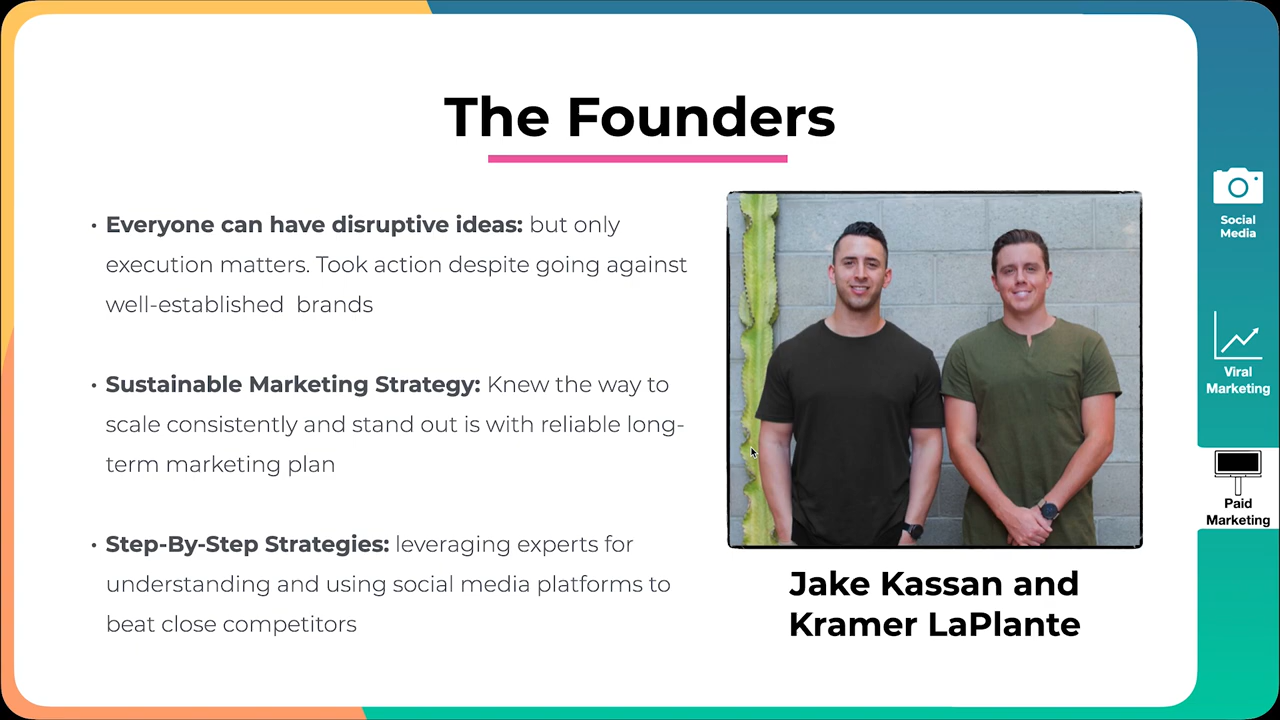 The Founders
• Everyone can have disruptive ideas: but only
execution matters. Took action despite going against
well-established  brands
• Sustainable Marketing Strategy: Knew the way to
scale consistently and stand out is with reliable long-
term marketing plan
• Step-By-Step Strategies: leveraging experts for
understanding and using social media platforms to
beat close competitors
Jake Kassan and
Kramer LaPlante
Social
Media
Viral
Marketing
Paid
Marketing